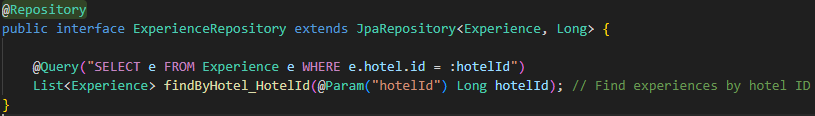 @Repository
public interface ExperienceRepository extends JpaRepository<Experience, Long> {
@Query("SELECT e FROM Experience e WHERE e.hotel.id = :hotelId")
List<Experience> findByHotel_HotelId(@Param("hotelId") Long hotelId); // Find experiences by hotel ID
}